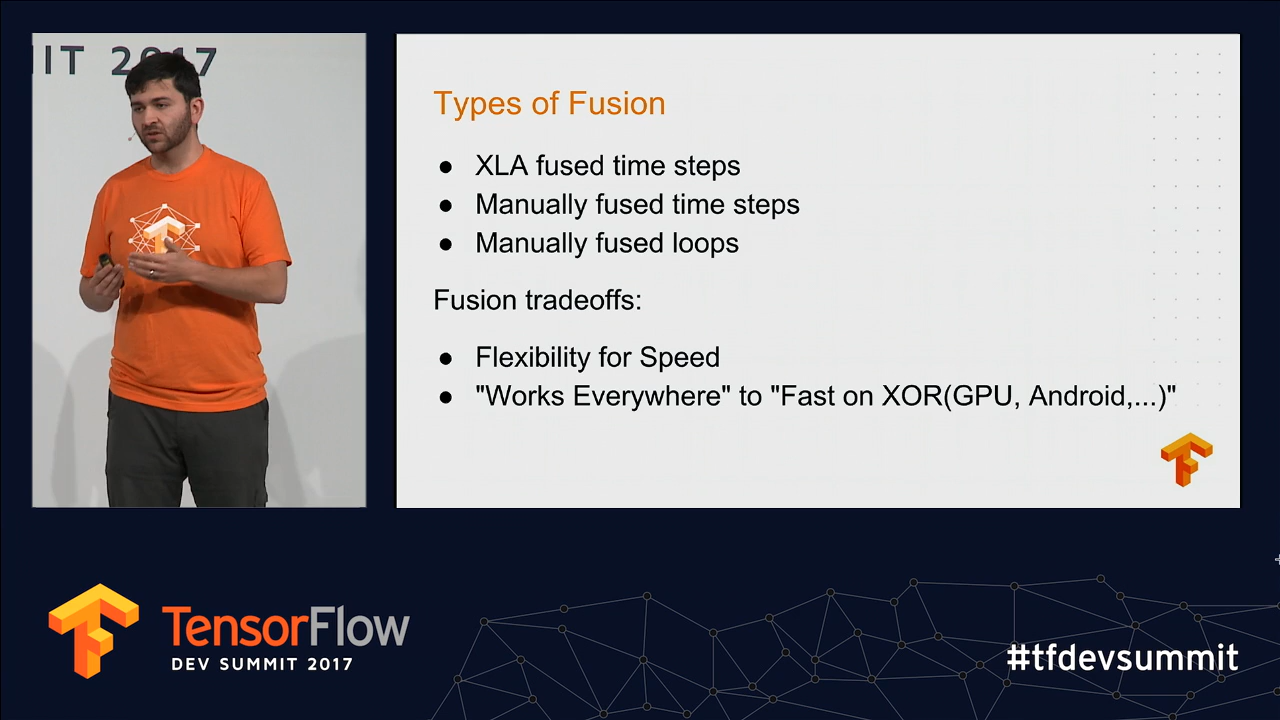 IIT 2017
Types of Fusion
● XLA fused time steps
● Manually fused time steps
● Manually fused loops
Fusion tradeoffs:
● Flexibility for Speed
● "Works Everywhere" to "Fast on XOR(GPU, Android,...)"
TensorFlow
DEV SUMMIT 2017
#tfdevsummit